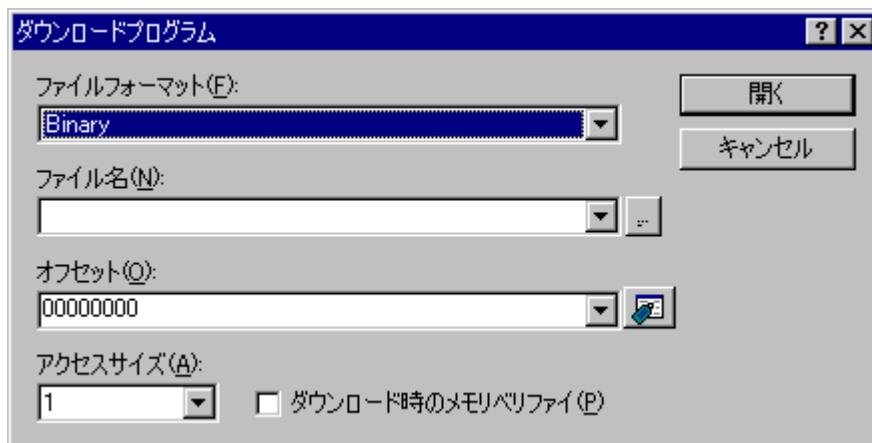 ダウンロードプログラム
ファイルフォーマット(F):
Binary
開く
キャンセル
ファイル名(N):
...
オフセット(O):
00000000
アクセスサイズ(A):
1
ダウンロード時のメモリベリファイ(P)